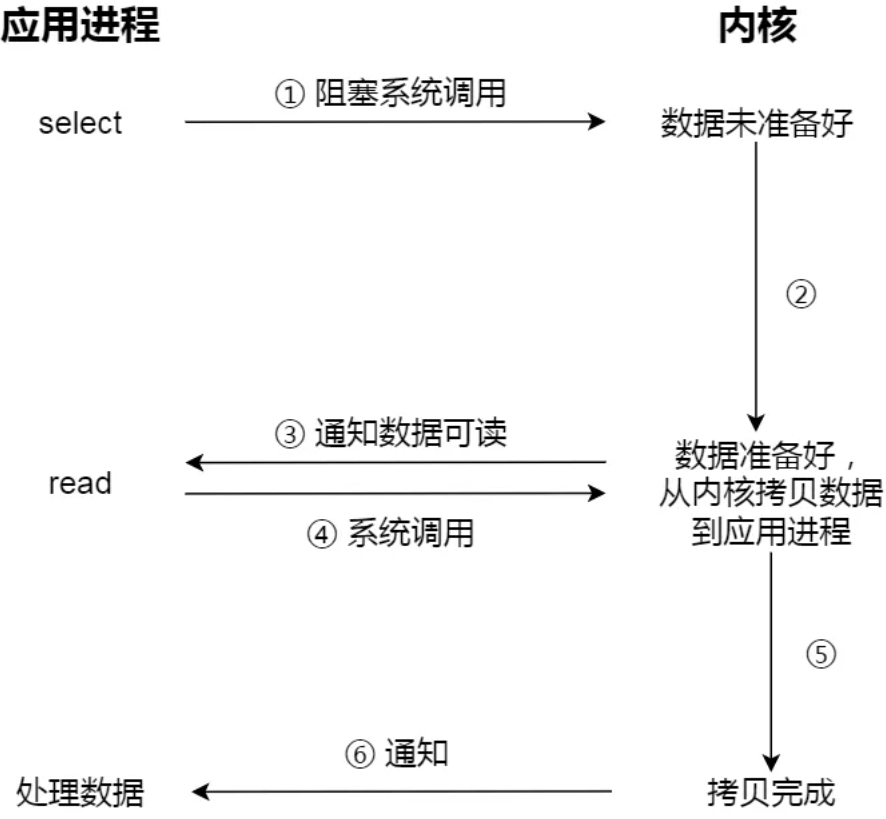 应用进程
内核
① 阻塞系统调用
select
数据未准备好
②
③ 通知数据可读
数据准备好，
read
从内核拷贝数据
④ 系统调用
到应用进程
⑤
⑥ 通知
处理数据
拷贝完成